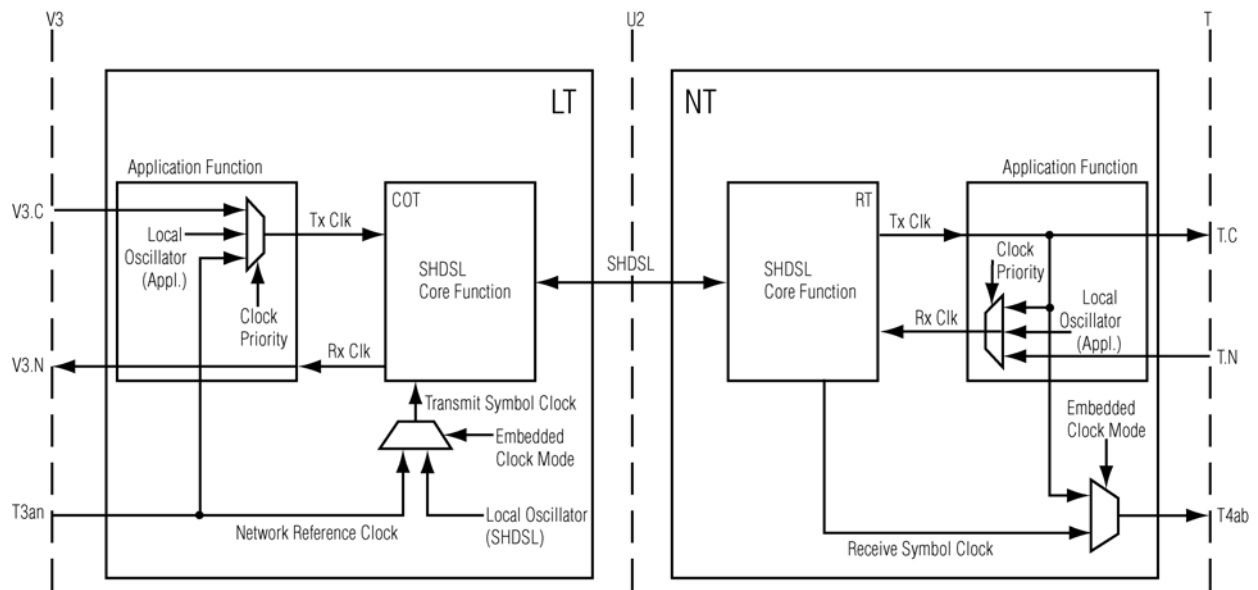 V3
U2
T
LT
NT
Application Function
Application Function
COT
RT
V3.C
Tx Clk
Tx Clk
T.C
Local
Oscillator
(Appl.)
SHDSL
Core Function
SHDSL
SHDSL
Core Function
Clock
Priority
Local
Oscillator
(Appl.)
Clock
Priority
Rx Clk
V3.N
Rx Clk
T.N
Transmit Symbol Clock
Embedded
Clock Mode
Embedded
Clock Mode
T3an
Network Reference Clock
Local Oscillator
(SHDSL)
T4ab
Receive Symbol Clock